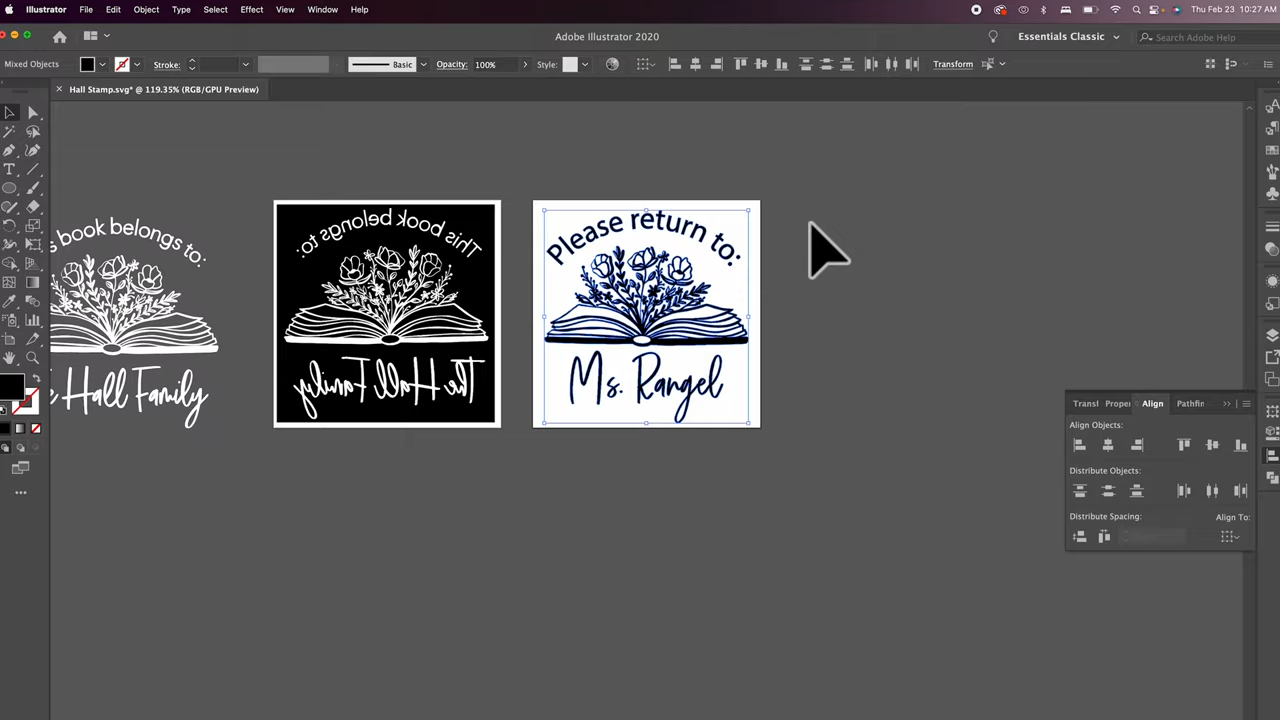 Illustrator File Edit Object Type Select Effect View Window Help
Thu Feb 23 10:27 AM
Adobe Illustrator 2020
Essentials Classic
Search Adobe Help
Mixed Objects
Stroke:
Basic
Opacity:
100%
Style:
Transform
Hall Stamp.svg* @ 119.35% (RGB/GPU Preview)
book belongs to:
Hall Family
This book belongs to:
The Hall Family
Please return to:
Ms. Rangel
Transf Proper Align Pathfin
Align Objects:
Distribute Objects:
Distribute Spacing:
Align To: